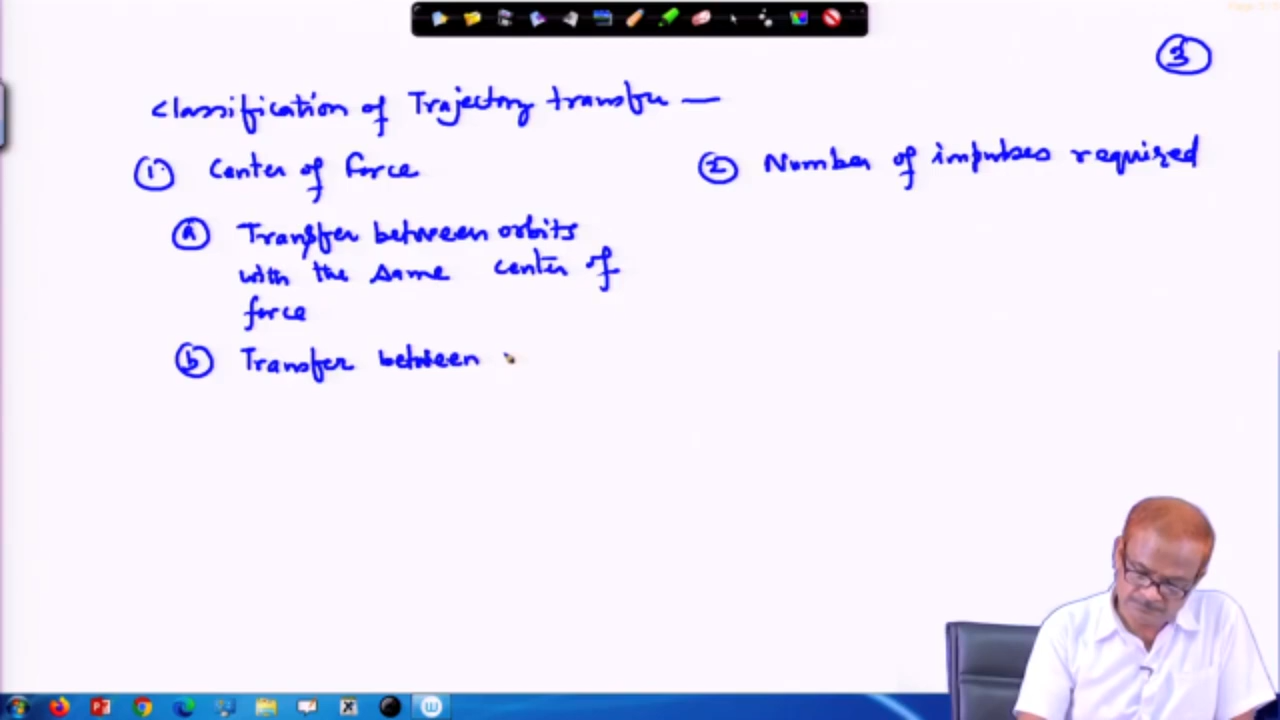 3
Classification of Trajectory transfer —
1 Center of force
2 Number of impulses required
a Transfer between orbits
with the same center of
force
b Transfer between